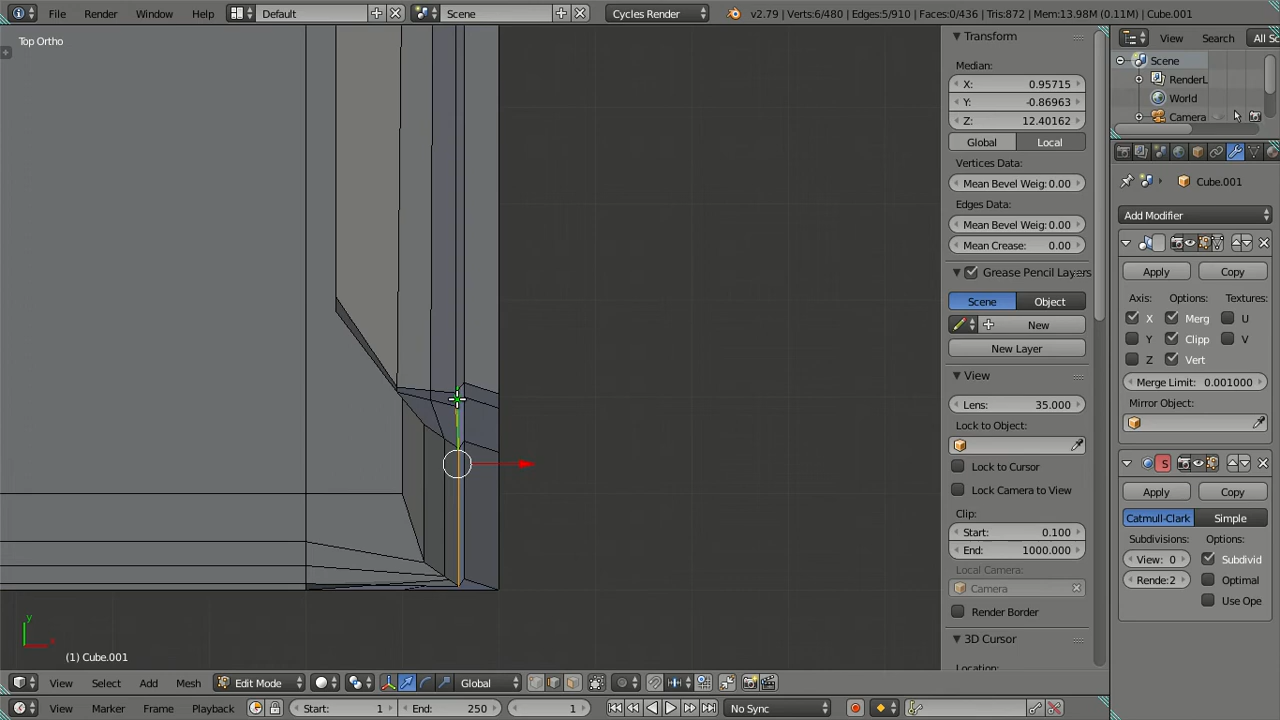 File Render Window Help Default Scene Cycles Render v2.79 | Verts:6/480 | Edges:5/910 | Faces:0/436 | Tris:872 | Mem:13.98M (0.11M) | Cube.001
Top Ortho
(1) Cube.001
y
x
Transform
Median:
X: 0.95715
Y: -0.86963
Z: 12.40162
Global Local
Vertices Data:
Mean Bevel Weig: 0.00
Edges Data:
Mean Bevel Weig: 0.00
Mean Crease: 0.00
Grease Pencil Layers
Scene Object
New
New Layer
View
Lens: 35.000
Lock to Object:
Lock to Cursor
Lock Camera to View
Clip:
Start: 0.100
End: 1000.000
Local Camera:
Camera
Render Border
3D Cursor
Location:
View Search All Sc
Scene
RenderL
World
Camera
Cube.001
Add Modifier
Apply Copy
Axis: Options: Textures:
X Merg U
Y Clipp V
Z Vert
Merge Limit: 0.001000
Mirror Object:
S
Apply Copy
Catmull-Clark Simple
Subdivisions: Options:
View: 0 Subdivid
Rende: 2 Optimal
Use Ope
View Select Add Mesh Edit Mode Global
View Marker Frame Playback Start: 1 End: 250 1 No Sync